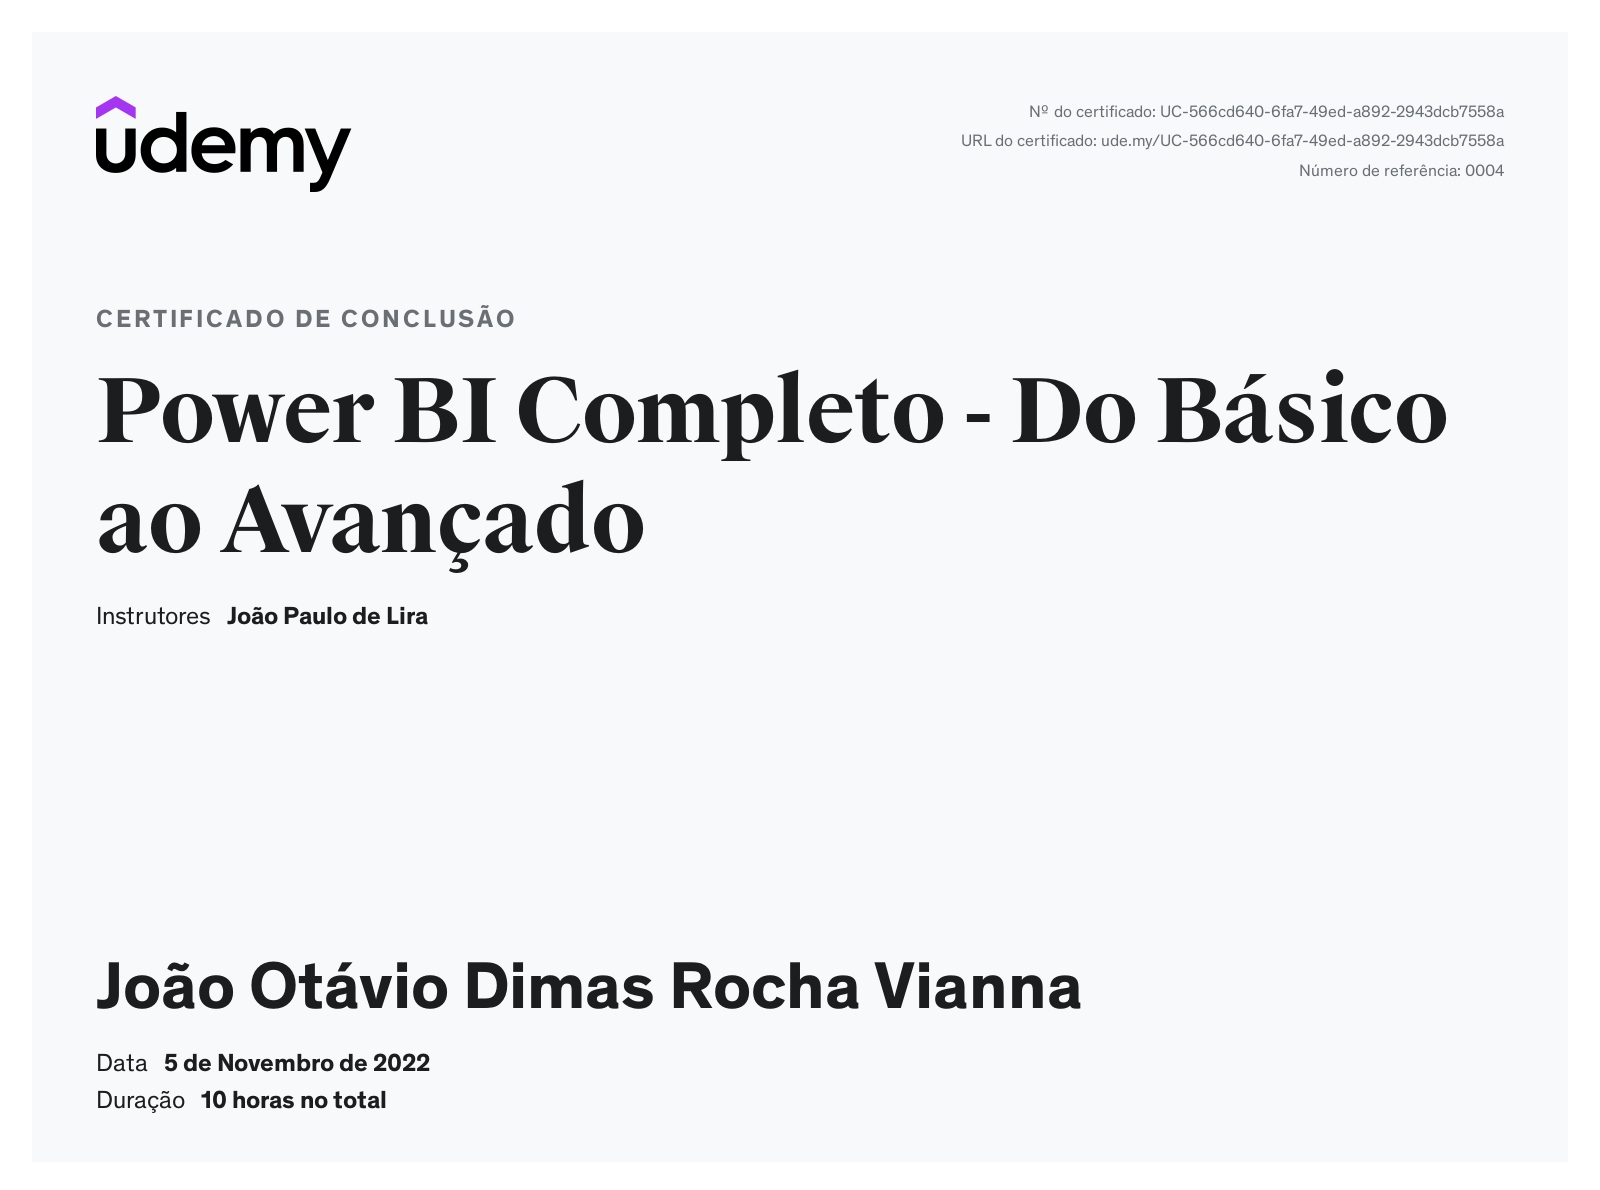 udemy
Nº do certificado: UC-566cd640-6fa7-49ed-a892-2943dcb7558a
URL do certificado: ude.my/UC-566cd640-6fa7-49ed-a892-2943dcb7558a
Número de referência: 0004
CERTIFICADO DE CONCLUSÃO
Power BI Completo - Do Básico
ao Avançado
Instrutores João Paulo de Lira
João Otávio Dimas Rocha Vianna
Data 5 de Novembro de 2022
Duração 10 horas no total